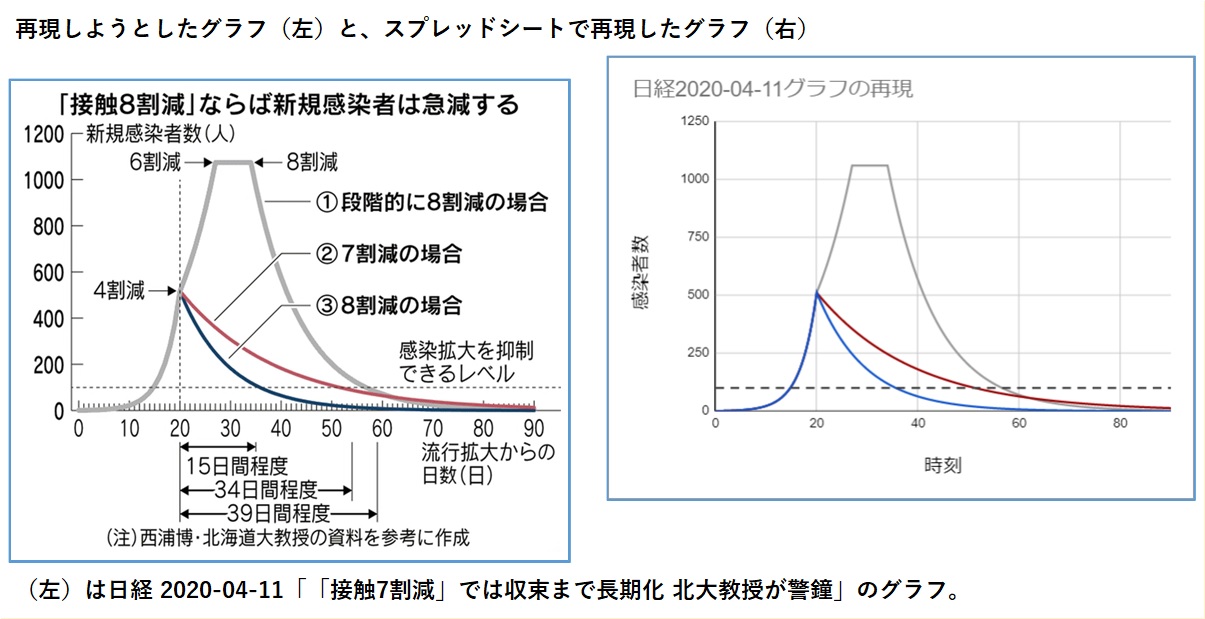 再現しようとしたグラフ（左）と、スプレッドシートで再現したグラフ（右）
「接触8割減」ならば新規感染者は急減する
1200
新規感染者数(人)
6割減
8割減
1000
①段階的に8割減の場合
800
②7割減の場合
600
4割減
③8割減の場合
400
感染拡大を抑制
できるレベル
200
0
0 10 20 30 40 50 60 70 80 90
流行拡大からの
日数(日)
15日間程度
34日間程度
39日間程度
(注)西浦博・北海道大教授の資料を参考に作成
日経2020-04-11グラフの再現
1250
1000
750
500
250
0
感染者数
0 20 40 60 80
時刻
（左）は日経 2020-04-11「「接触7割減」では収束まで長期化 北大教授が警鐘」のグラフ。